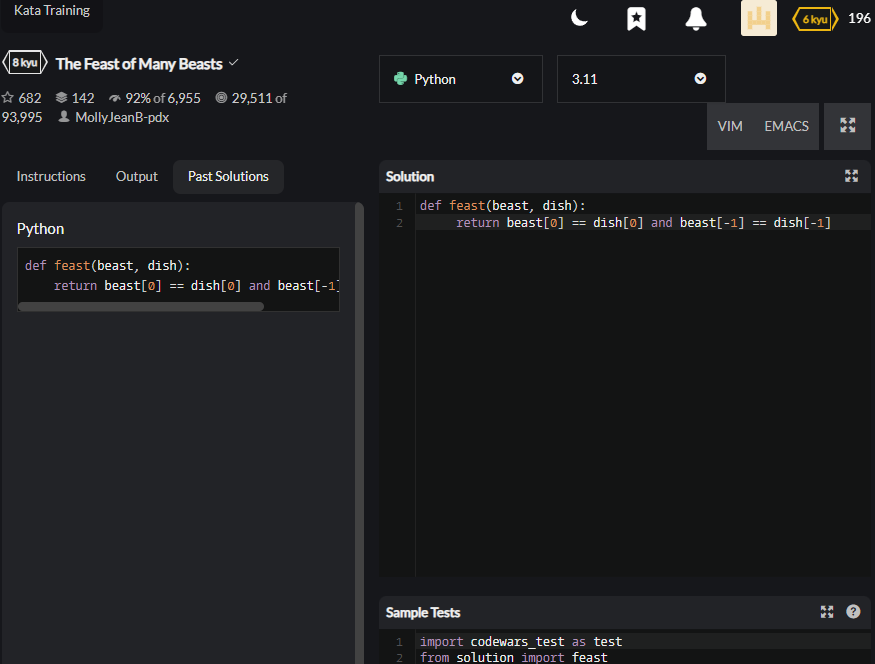 Kata Training
6 kyu 196
8 kyu The Feast of Many Beasts
682 142 92% of 6,955 29,511 of
93,995 MollyJeanB-pdx
Python 3.11
VIM EMACS
Instructions Output Past Solutions
Python
def feast(beast, dish):
    return beast[0] == dish[0] and beast[-1]
Solution
1 def feast(beast, dish):
2     return beast[0] == dish[0] and beast[-1] == dish[-1]
Sample Tests ?
1 import codewars_test as test
2 from solution import feast